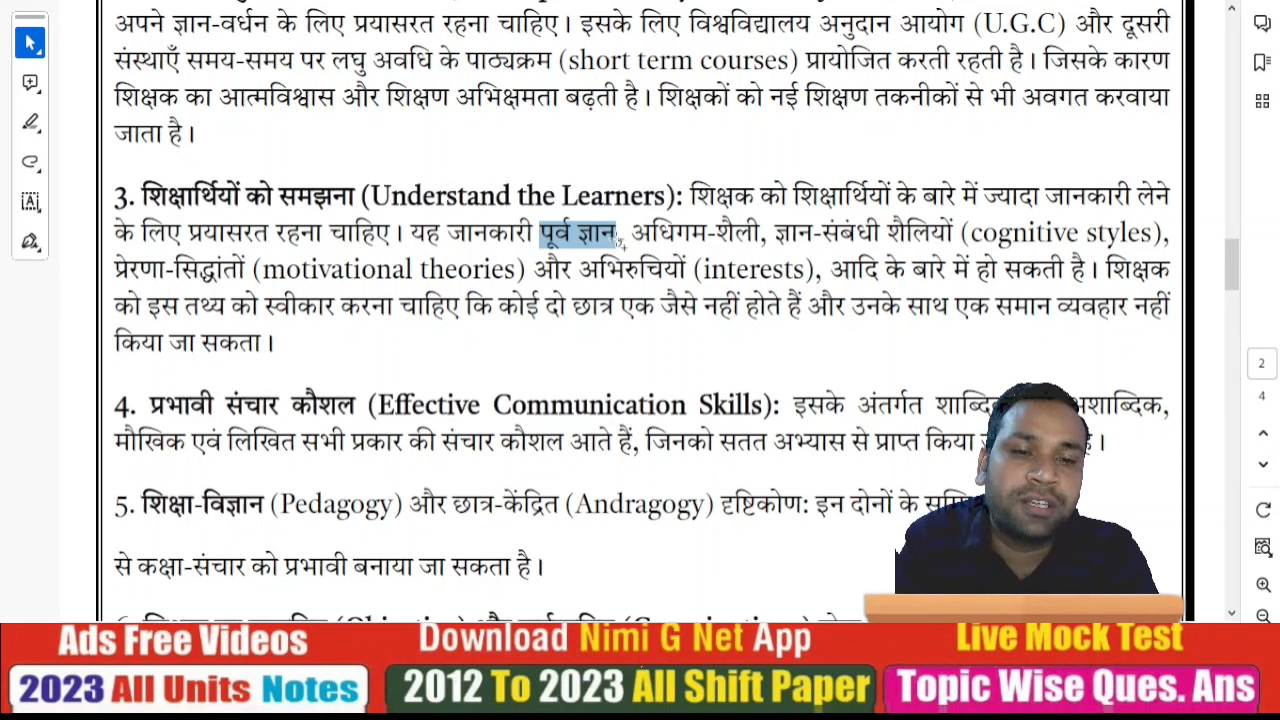 अपने ज्ञान-वर्धन के लिए प्रयासरत रहना चाहिए। इसके लिए विश्वविद्यालय अनुदान आयोग (U.G.C) और दूसरी
संस्थाएँ समय-समय पर लघु अवधि के पाठ्यक्रम (short term courses) प्रायोजित करती रहती है। जिसके कारण
शिक्षक का आत्मविश्वास और शिक्षण अभिक्षमता बढ़ती है। शिक्षकों को नई शिक्षण तकनीकों से भी अवगत करवाया
जाता है।
3. शिक्षार्थियों को समझना (Understand the Learners): शिक्षक को शिक्षार्थियों के बारे में ज्यादा जानकारी लेने
के लिए प्रयासरत रहना चाहिए। यह जानकारी पूर्व ज्ञान, अधिगम-शैली, ज्ञान-संबंधी शैलियों (cognitive styles),
प्रेरणा-सिद्धांतों (motivational theories) और अभिरुचियों (interests), आदि के बारे में हो सकती है। शिक्षक
को इस तथ्य को स्वीकार करना चाहिए कि कोई दो छात्र एक जैसे नहीं होते हैं और उनके साथ एक समान व्यवहार नहीं
किया जा सकता।
4. प्रभावी संचार कौशल (Effective Communication Skills): इसके अंतर्गत
मौखिक एवं लिखित सभी प्रकार की संचार कौशल आते हैं, जिनको सतत अभ्यास से प्राप्त किया
5. शिक्षा-विज्ञान (Pedagogy) और छात्र-केंद्रित (Andragogy) दृष्टिकोण: इन दोनों के
से कक्षा-संचार को प्रभावी बनाया जा सकता है।
2
4
Ads Free Videos
Download Nimi G Net App
Live Mock Test
2023 All Units Notes
2012 To 2023 All Shift Paper
Topic Wise Ques. Ans